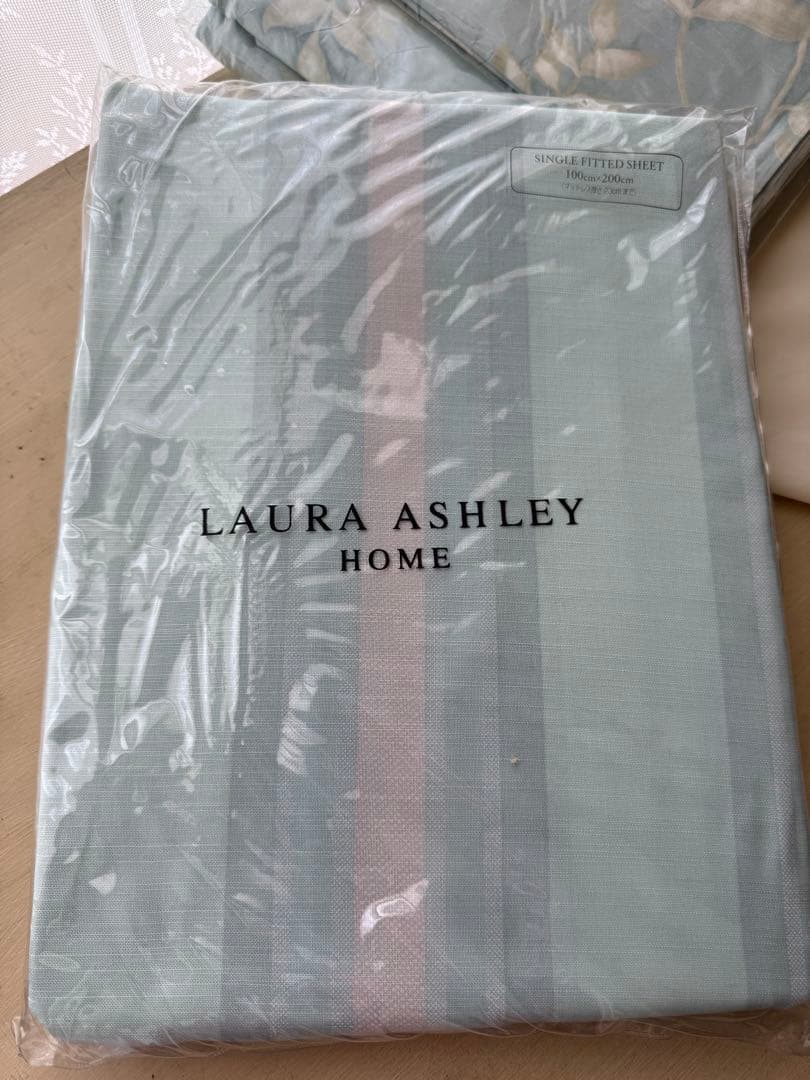 SINGLE FITTED SHEET
100cm×200cm
LAURA ASHLEY
HOME